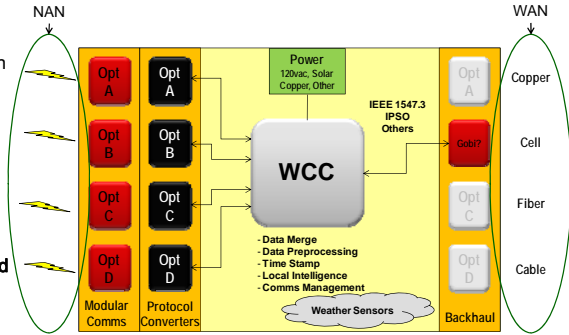 NAN
WAN
n
d
Opt
A
Opt
B
Opt
C
Opt
D
Modular
Comms
Opt
A
Opt
B
Opt
C
Opt
D
Protocol
Converters
Power
120vac, Solar
Copper, Other
WCC
IEEE 1547.3
IPSO
Others
- Data Merge
- Data Preprocessing
- Time Stamp
- Local Intelligence
- Comms Management
Weather Sensors
Opt
A
Gobi?
Opt
C
Opt
D
Backhaul
Copper
Cell
Fiber
Cable